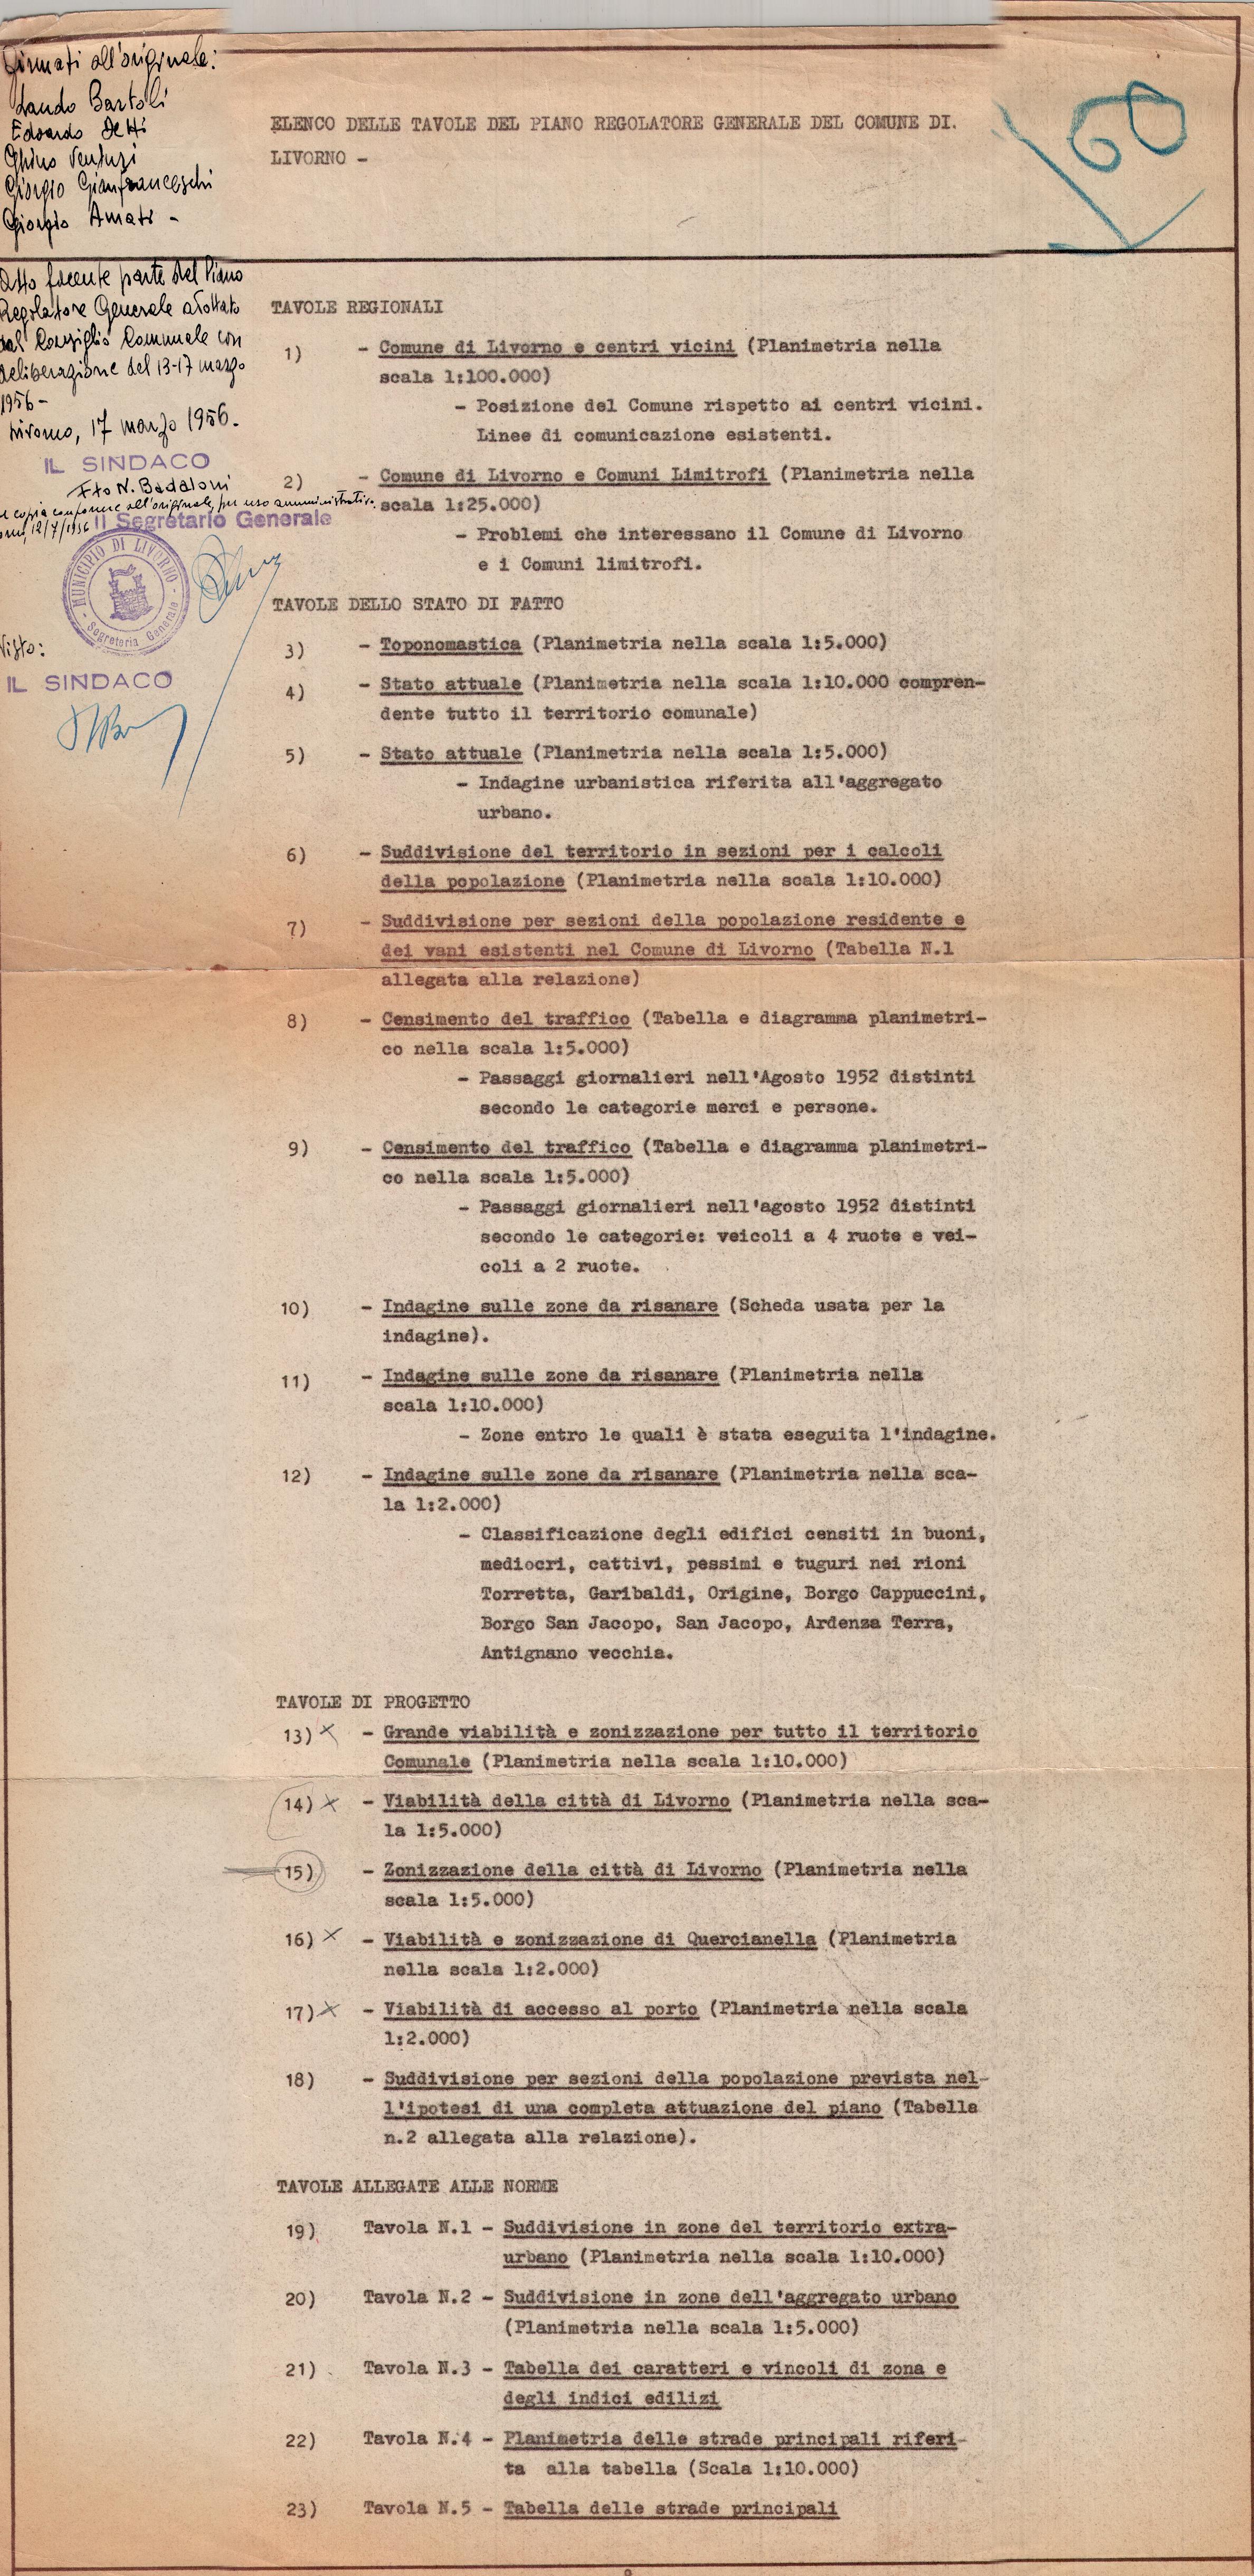 Firmati all'originale:
Lando Bartoli
Edoardo Detti
Ghino Venturi
Giorgio Gianfranceschi
Giorgio Amati -
60
ELENCO DELLE TAVOLE DEL PIANO REGOLATORE GENERALE DEL COMUNE DI.
LIVORNO -
Atto facente parte del Piano
Regolatore Generale adottato
dal Consiglio Comunale con
deliberazione del 13-17 marzo
1956 -
Livorno, 17 marzo 1956.
IL SINDACO
Fto N. Badaloni
copia conforme all'originale, per uso amministrativo.
12/7/1956 Il Segretario Generale
MUNICIPIO DI LIVORNO
Segreteria Generale
Visto:
IL SINDACO
TAVOLE REGIONALI
1) - Comune di Livorno e centri vicini (Planimetria nella
scala 1:100.000)
- Posizione del Comune rispetto ai centri vicini.
Linee di comunicazione esistenti.
2) - Comune di Livorno e Comuni Limitrofi (Planimetria nella
scala 1:25.000)
- Problemi che interessano il Comune di Livorno
e i Comuni limitrofi.
TAVOLE DELLO STATO DI FATTO
3) - Toponomastica (Planimetria nella scala 1:5.000)
4) - Stato attuale (Planimetria nella scala 1:10.000 compren-
dente tutto il territorio comunale)
5) - Stato attuale (Planimetria nella scala 1:5.000)
- Indagine urbanistica riferita all'aggregato
urbano.
6) - Suddivisione del territorio in sezioni per i calcoli
della popolazione (Planimetria nella scala 1:10.000)
7) - Suddivisione per sezioni della popolazione residente e
dei vani esistenti nel Comune di Livorno (Tabella N.1
allegata alla relazione)
8) - Censimento del traffico (Tabella e diagramma planimetri-
co nella scala 1:5.000)
- Passaggi giornalieri nell'Agosto 1952 distinti
secondo le categorie merci e persone.
9) - Censimento del traffico (Tabella e diagramma planimetri-
co nella scala 1:5.000)
- Passaggi giornalieri nell'agosto 1952 distinti
secondo le categorie: veicoli a 4 ruote e vei-
coli a 2 ruote.
10) - Indagine sulle zone da risanare (Scheda usata per la
indagine).
11) - Indagine sulle zone da risanare (Planimetria nella
scala 1:10.000)
- Zone entro le quali è stata eseguita l'indagine.
12) - Indagine sulle zone da risanare (Planimetria nella sca-
la 1:2.000)
- Classificazione degli edifici censiti in buoni,
mediocri, cattivi, pessimi e tuguri nei rioni
Torretta, Garibaldi, Origine, Borgo Cappuccini,
Borgo San Jacopo, San Jacopo, Ardenza Terra,
Antignano vecchia.
TAVOLE DI PROGETTO
13) x - Grande viabilità e zonizzazione per tutto il territorio
Comunale (Planimetria nella scala 1:10.000)
14) x - Viabilità della città di Livorno (Planimetria nella sca-
la 1:5.000)
15) - Zonizzazione della città di Livorno (Planimetria nella
scala 1:5.000)
16) x - Viabilità e zonizzazione di Quercianella (Planimetria
nella scala 1:2.000)
17) x - Viabilità di accesso al porto (Planimetria nella scala
1:2.000)
18) - Suddivisione per sezioni della popolazione prevista nel-
l'ipotesi di una completa attuazione del piano (Tabella
n.2 allegata alla relazione).
TAVOLE ALLEGATE ALLE NORME
19) Tavola N.1 - Suddivisione in zone del territorio extra-
urbano (Planimetria nella scala 1:10.000)
20) Tavola N.2 - Suddivisione in zone dell'aggregato urbano
(Planimetria nella scala 1:5.000)
21) Tavola N.3 - Tabella dei caratteri e vincoli di zona e
degli indici edilizi
22) Tavola N.4 - Planimetria delle strade principali riferi-
ta alla tabella (Scala 1:10.000)
23) Tavola N.5 - Tabella delle strade principali